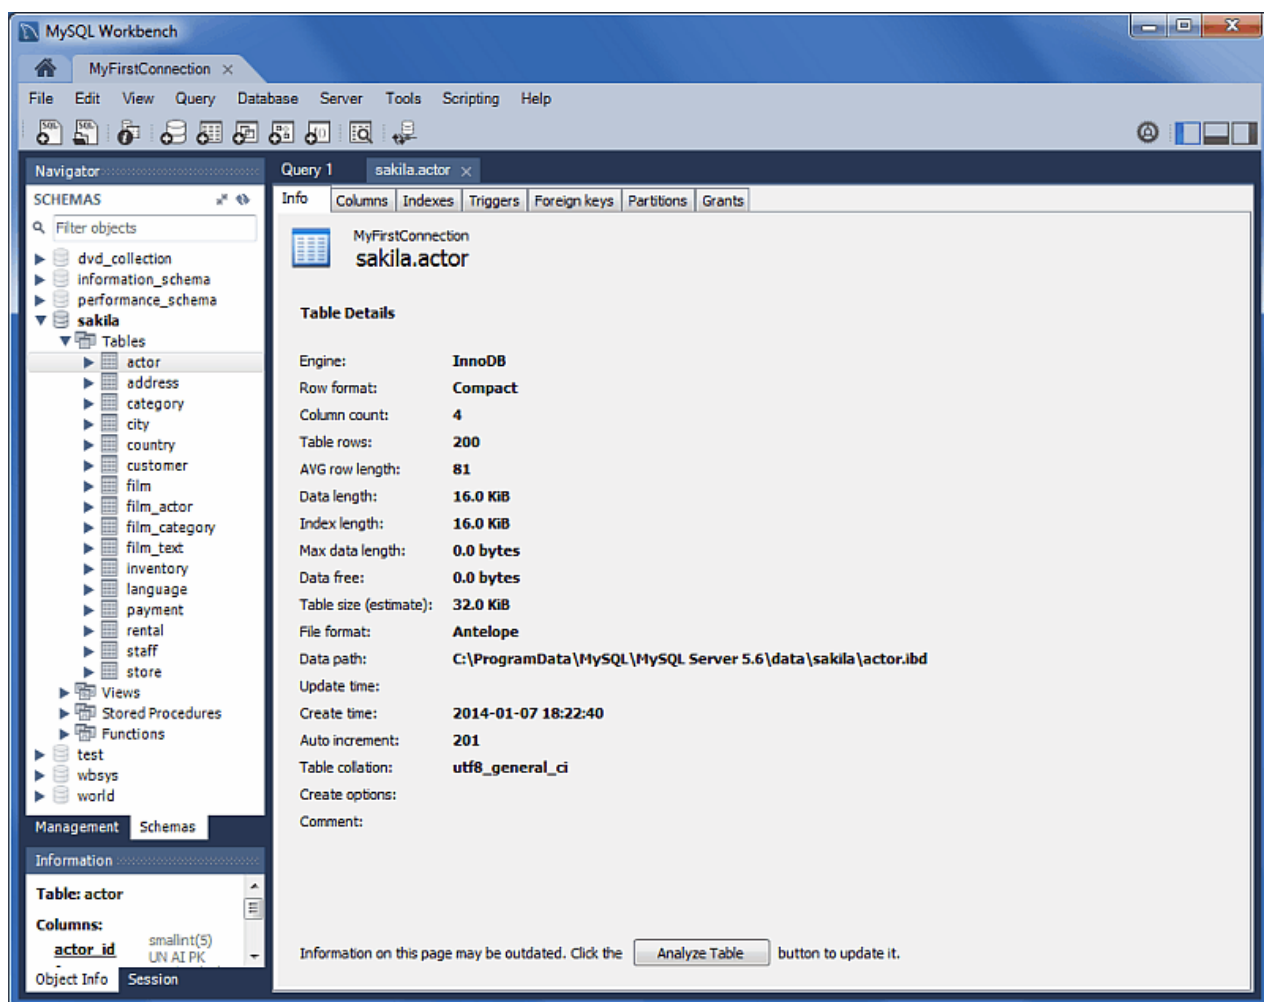 MySQL Workbench
MyFirstConnection
File Edit View Query Database Server Tools Scripting Help
Navigator
SCHEMAS
Filter objects
dvd_collection
information_schema
performance_schema
sakila
Tables
actor
address
category
city
country
customer
film
film_actor
film_category
film_text
inventory
language
payment
rental
staff
store
Views
Stored Procedures
Functions
test
wbsys
world
Management Schemas
Information
Table: actor
Columns:
actor_id smallint(5)
UN AI PK
Object Info Session
Query 1 sakila.actor
Info Columns Indexes Triggers Foreign keys Partitions Grants
MyFirstConnection
sakila.actor
Table Details
Engine: InnoDB
Row format: Compact
Column count: 4
Table rows: 200
AVG row length: 81
Data length: 16.0 KiB
Index length: 16.0 KiB
Max data length: 0.0 bytes
Data free: 0.0 bytes
Table size (estimate): 32.0 KiB
File format: Antelope
Data path: C:\ProgramData\MySQL\MySQL Server 5.6\data\sakila\actor.ibd
Update time:
Create time: 2014-01-07 18:22:40
Auto increment: 201
Table collation: utf8_general_ci
Create options:
Comment:
Information on this page may be outdated. Click the Analyze Table button to update it.